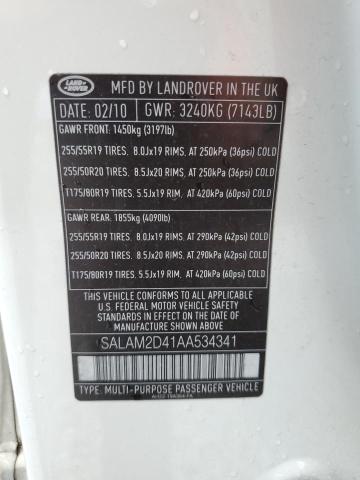 LAND ROVER
MFD BY LANDROVER IN THE UK
DATE: 02/10 GWR: 3240KG (7143LB)
GAWR FRONT: 1450kg (3197lb)
255/55R19 TIRES. 8.0Jx19 RIMS, AT 250kPa (36psi) COLD
255/50R20 TIRES. 8.5Jx20 RIMS, AT 250kPa (36psi) COLD
T175/80R19 TIRES. 5.5Jx19 RIM, AT 420kPa (60psi) COLD
GAWR REAR: 1855kg (4090lb)
255/55R19 TIRES. 8.0Jx19 RIMS, AT 290kPa (42psi) COLD
255/50R20 TIRES. 8.5Jx20 RIMS, AT 290kPa (42psi) COLD
T175/80R19 TIRES. 5.5Jx19 RIM, AT 420kPa (60psi) COLD
THIS VEHICLE CONFORMS TO ALL APPLICABLE
U.S FEDERAL MOTOR VEHICLE SAFETY STANDARDS
IN EFFECT ON THE DATE OF MANUFACTURE SHOWN ABOVE.
SALAM2D41AA534341
TYPE: MULTI-PURPOSE PASSENGER VEHICLE